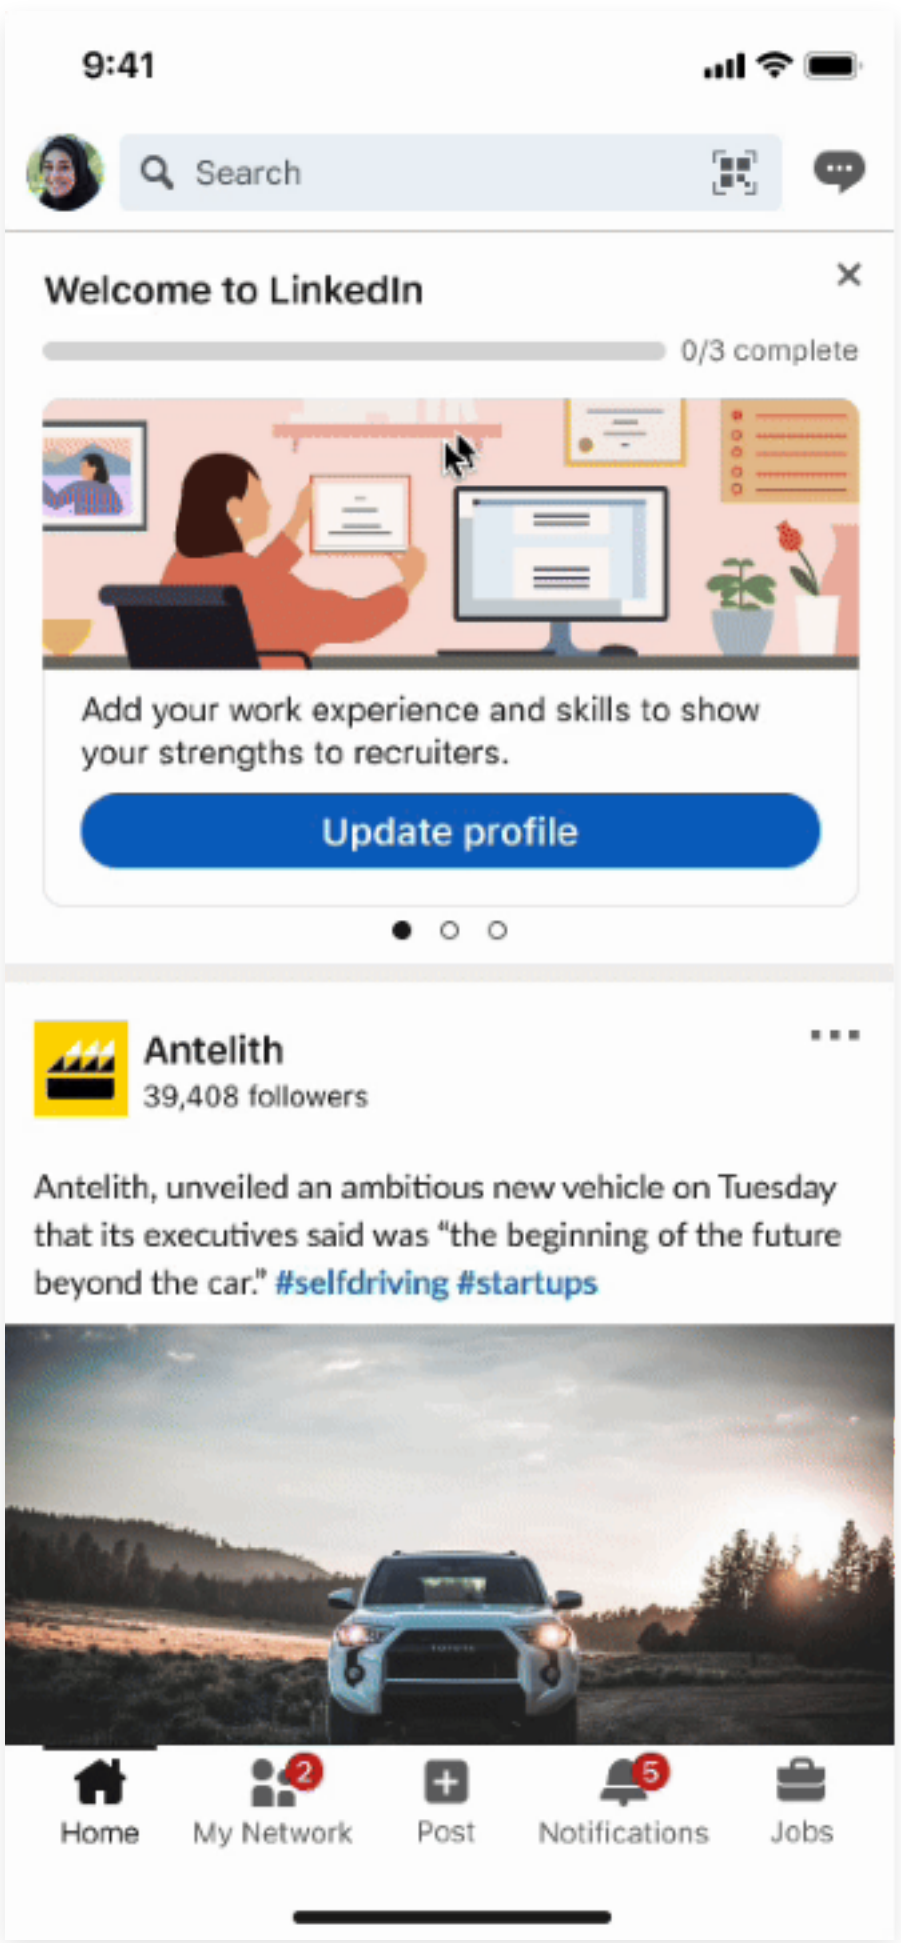 9:41
Search
Welcome to LinkedIn
0/3 complete
Add your work experience and skills to show
your strengths to recruiters.
Update profile
Antelith
39,408 followers
Antelith, unveiled an ambitious new vehicle on Tuesday
that its executives said was “the beginning of the future
beyond the car.” #selfdriving #startups
TOYOTA
2
5
Home
My Network
Post
Notifications
Jobs